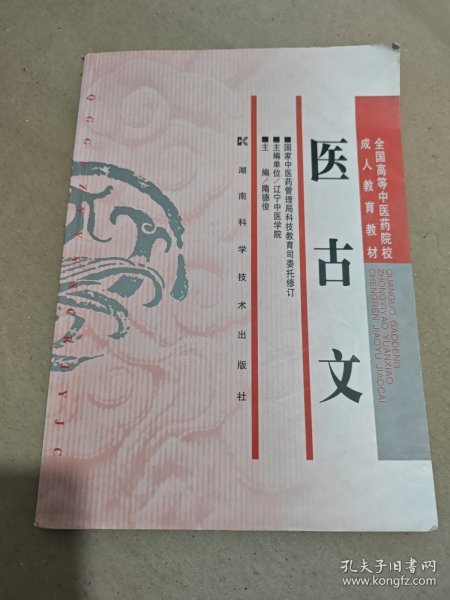 全国高等中医药院校
成人教育教材
QUANGUO GAODENG
ZHONGYIYAO YUANXIAO
CHENGREN JIAOYU JIAOCAI
医古文
■国家中医药管理局科技教育司委托修订
■主编单位/辽宁中医学院
■主 编/隋德俊
湖南科学技术出版社
孔夫子旧书网
www.kongfz.com